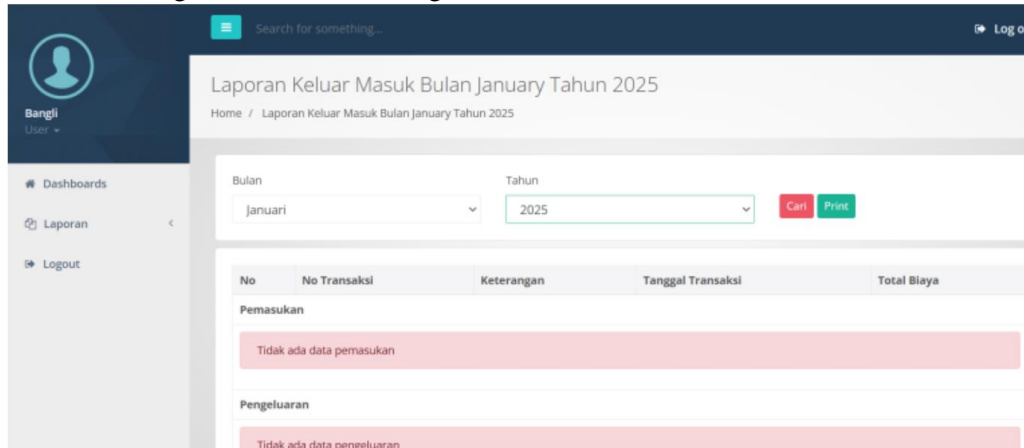 Search for something...
Log o
Bangli
User
Laporan Keluar Masuk Bulan January Tahun 2025
Home / Laporan Keluar Masuk Bulan January Tahun 2025
Dashboards
Laporan
Logout
Bulan Tahun
Januari 2025 Cari Print
No No Transaksi Keterangan Tanggal Transaksi Total Biaya
Pemasukan
Tidak ada data pemasukan
Pengeluaran
Tidak ada data pengeluaran